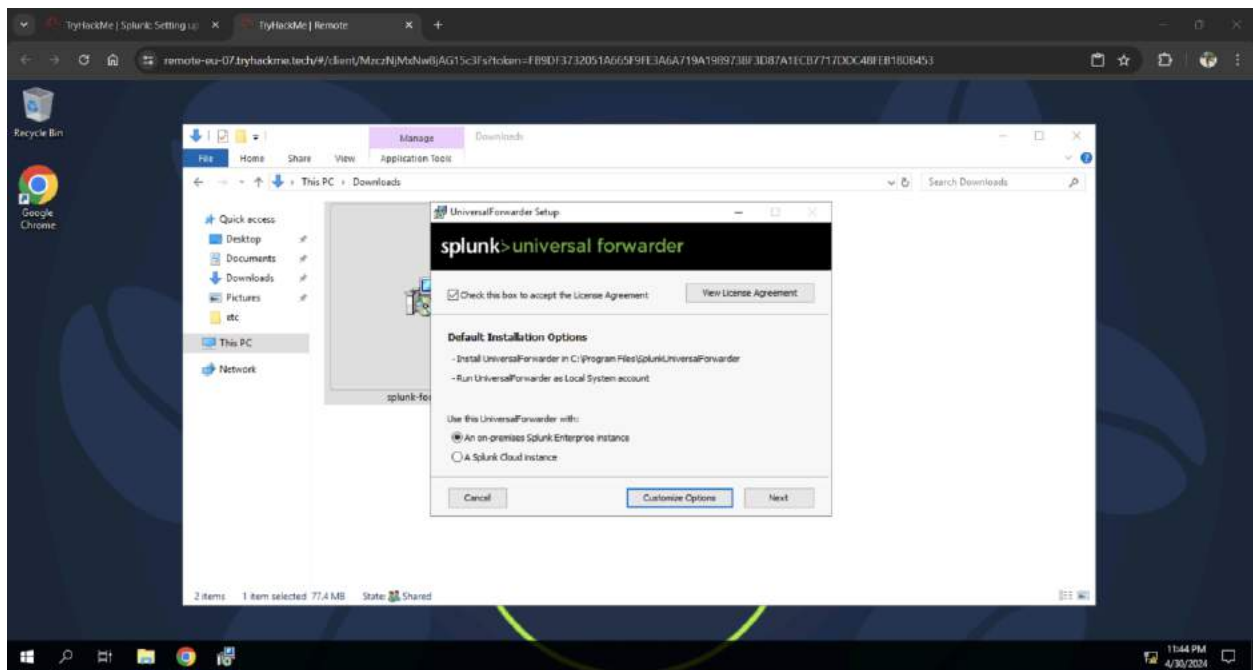 TryHackMe | Splunk: Setting up
TryHackMe | Remote
Recycle Bin
Google
Chrome
Manage
Downloads
File
Home
Share
View
Application Tools
This PC
Downloads
Search Downloads
Quick access
Desktop
Documents
Downloads
Pictures
etc
This PC
Network
splunk-fo
UniversalForwarder Setup
splunk>universal forwarder
Check this box to accept the License Agreement
View License Agreement
Default Installation Options
- Install UniversalForwarder in C:\Program Files\SplunkUniversalForwarder
- Run UniversalForwarder as Local System account
Use this UniversalForwarder with:
An on-premises Splunk Enterprise instance
A Splunk Cloud instance
Cancel
Customize Options
Next
2 items
1 item selected 77.4 MB
State: Shared
11:44 PM
4/30/2024